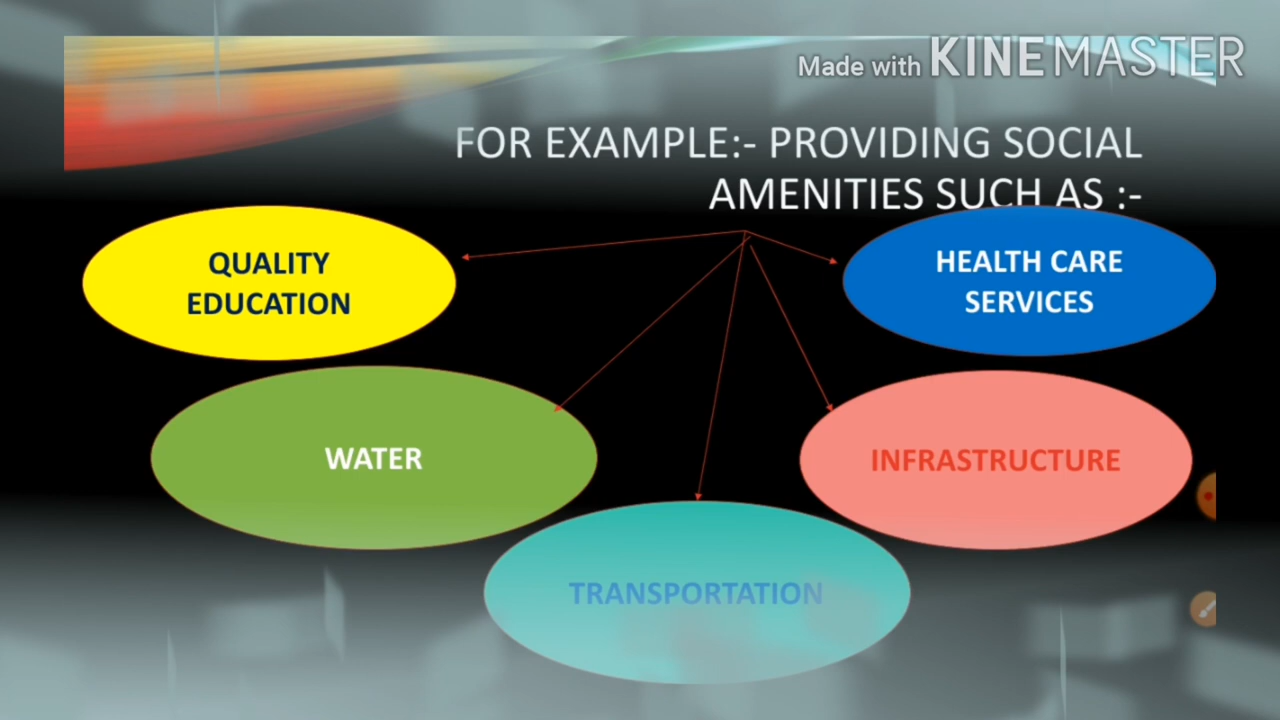 Made with KINEMASTER
FOR EXAMPLE:- PROVIDING SOCIAL
AMENITIES SUCH AS :-
QUALITY
EDUCATION
HEALTH CARE
SERVICES
WATER
INFRASTRUCTURE
TRANSPORTATION